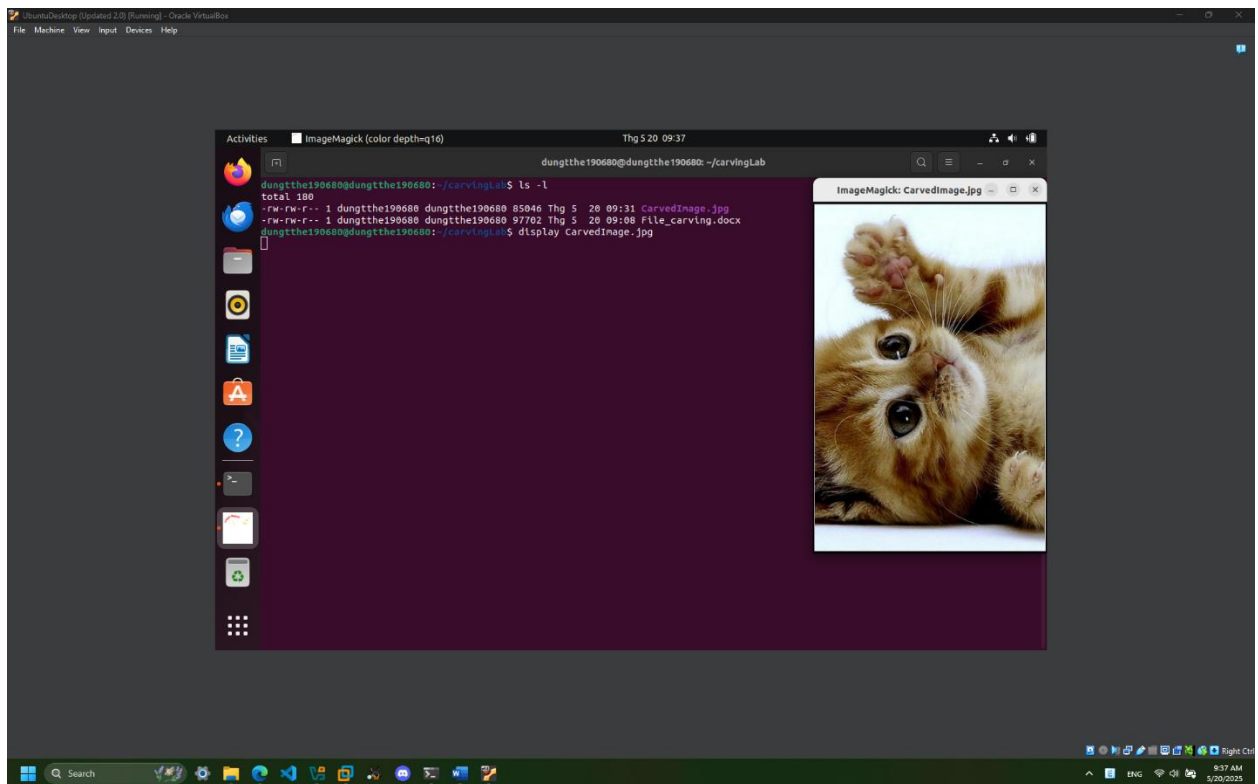 UbuntuDesktop (Updated 2.0) [Running] - Oracle VirtualBox
File Machine View Input Devices Help
Activities ImageMagick (color depth=q16) Thg 5 20 09:37
dungtthe190680@dungtthe190680: ~/carvingLab
dungtthe190680@dungtthe190680:~/carvingLab$ ls -l
total 180
-rw-rw-r-- 1 dungtthe190680 dungtthe190680 85046 Thg 5 20 09:31 CarvedImage.jpg
-rw-rw-r-- 1 dungtthe190680 dungtthe190680 97702 Thg 5 20 09:08 File_carving.docx
dungtthe190680@dungtthe190680:~/carvingLab$ display CarvedImage.jpg
ImageMagick: CarvedImage.jpg
Right Ctrl
Search
ENG
9:37 AM
5/20/2025